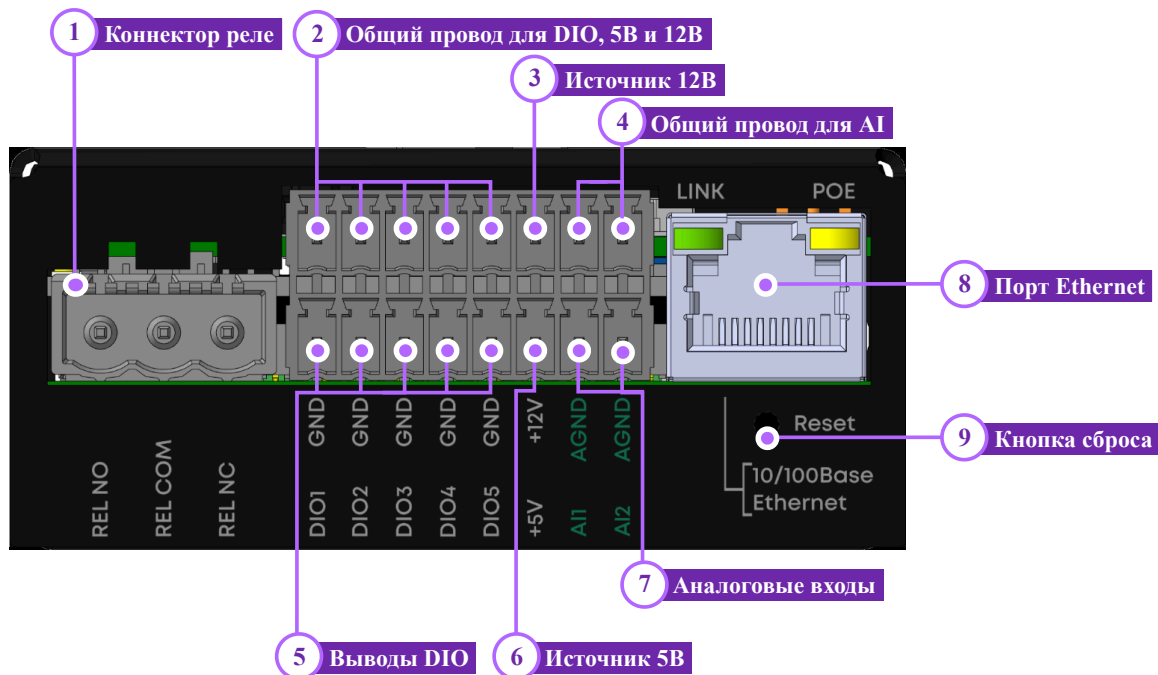 1 Коннектор реле
2 Общий провод для DIO, 5В и 12В
3 Источник 12В
4 Общий провод для AI
LINK POE
8 Порт Ethernet
GND GND GND GND GND +12V AGND AGND
REL NO REL COM REL NC DIO1 DIO2 DIO3 DIO4 DIO5 +5V AI1 AI2
Reset
9 Кнопка сброса
10/100Base
Ethernet
7 Аналоговые входы
5 Выводы DIO
6 Источник 5В